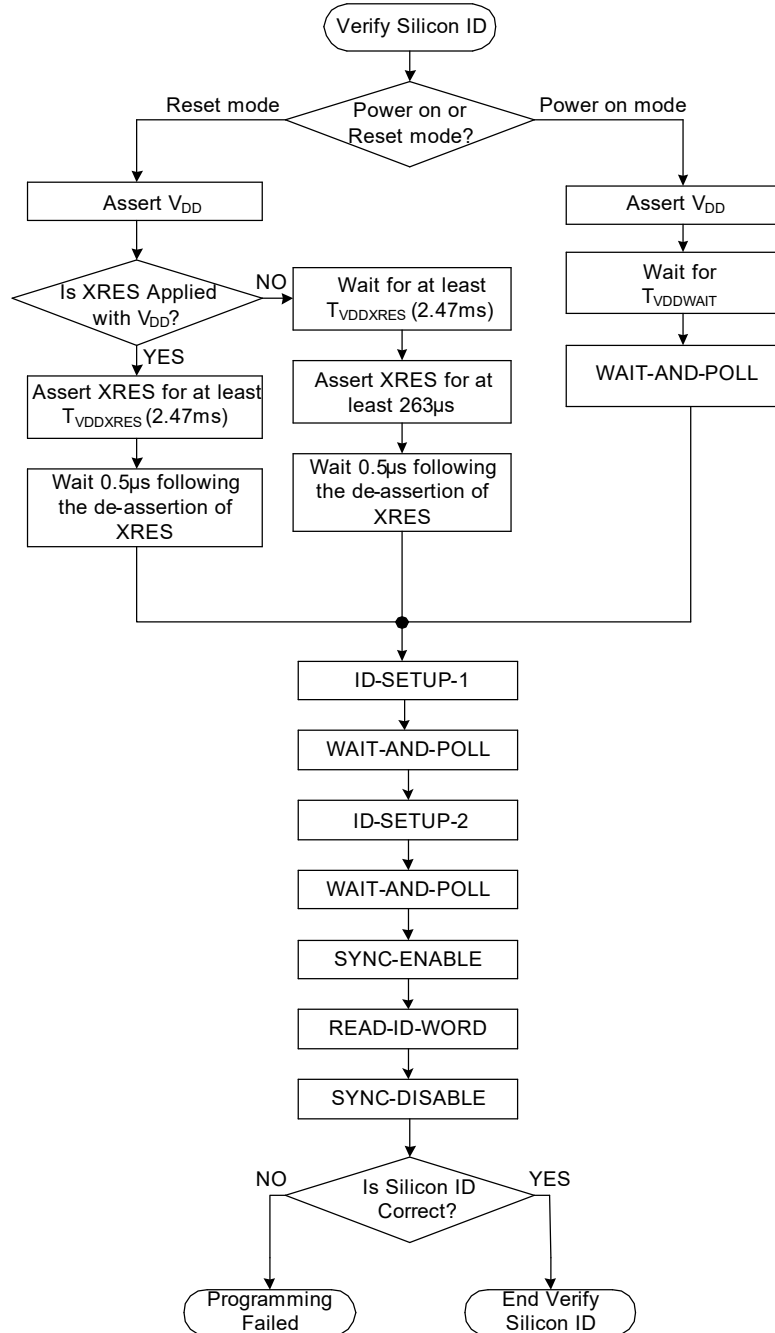 Verify Silicon ID
Reset mode
Power on or
Reset mode?
Power on mode
Assert VDD
Assert VDD
Is XRES Applied
with VDD?
NO
YES
Wait for at least
TVDDXRES (2.47ms)
Wait for
TVDDWAIT
Assert XRES for at least
TVDDXRES (2.47ms)
Assert XRES for at
least 263µs
WAIT-AND-POLL
Wait 0.5µs following
the de-assertion of
XRES
Wait 0.5µs following
the de-assertion of
XRES
ID-SETUP-1
WAIT-AND-POLL
ID-SETUP-2
WAIT-AND-POLL
SYNC-ENABLE
READ-ID-WORD
SYNC-DISABLE
NO
Is Silicon ID
Correct?
YES
Programming
Failed
End Verify
Silicon ID